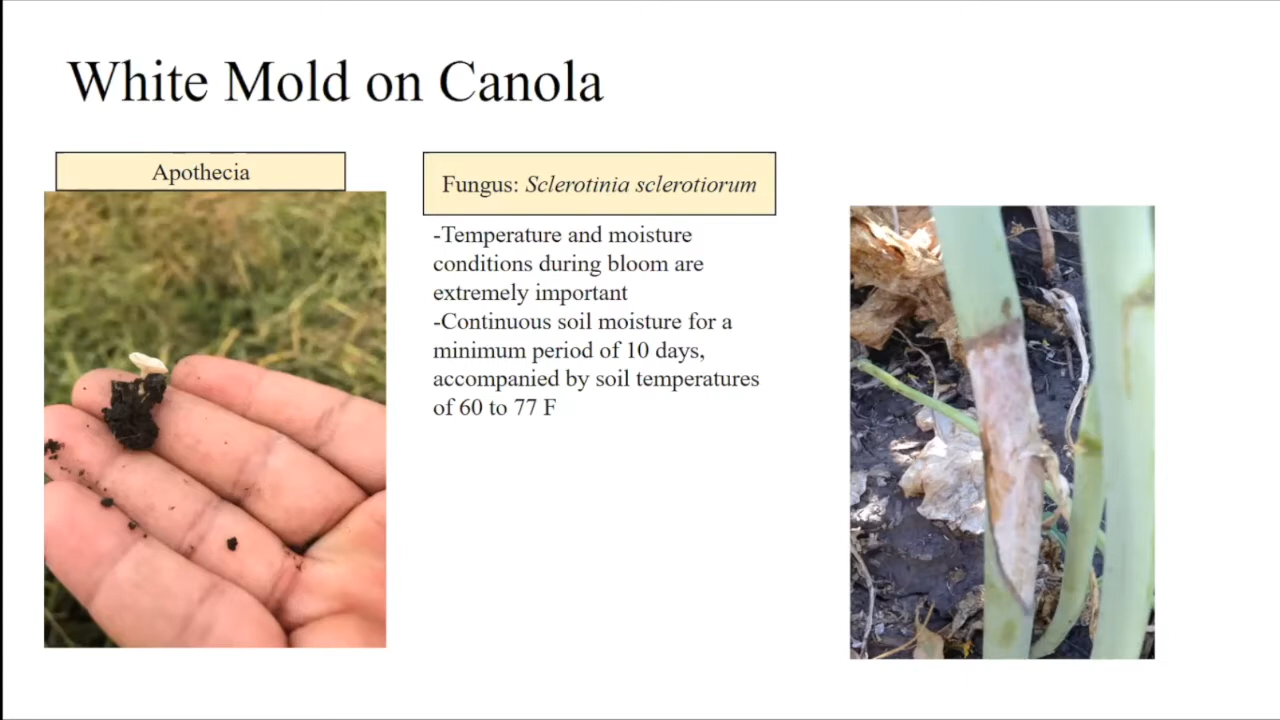 White Mold on Canola
Apothecia
Fungus: Sclerotinia sclerotiorum
-Temperature and moisture
conditions during bloom are
extremely important
-Continuous soil moisture for a
minimum period of 10 days,
accompanied by soil temperatures
of 60 to 77 F